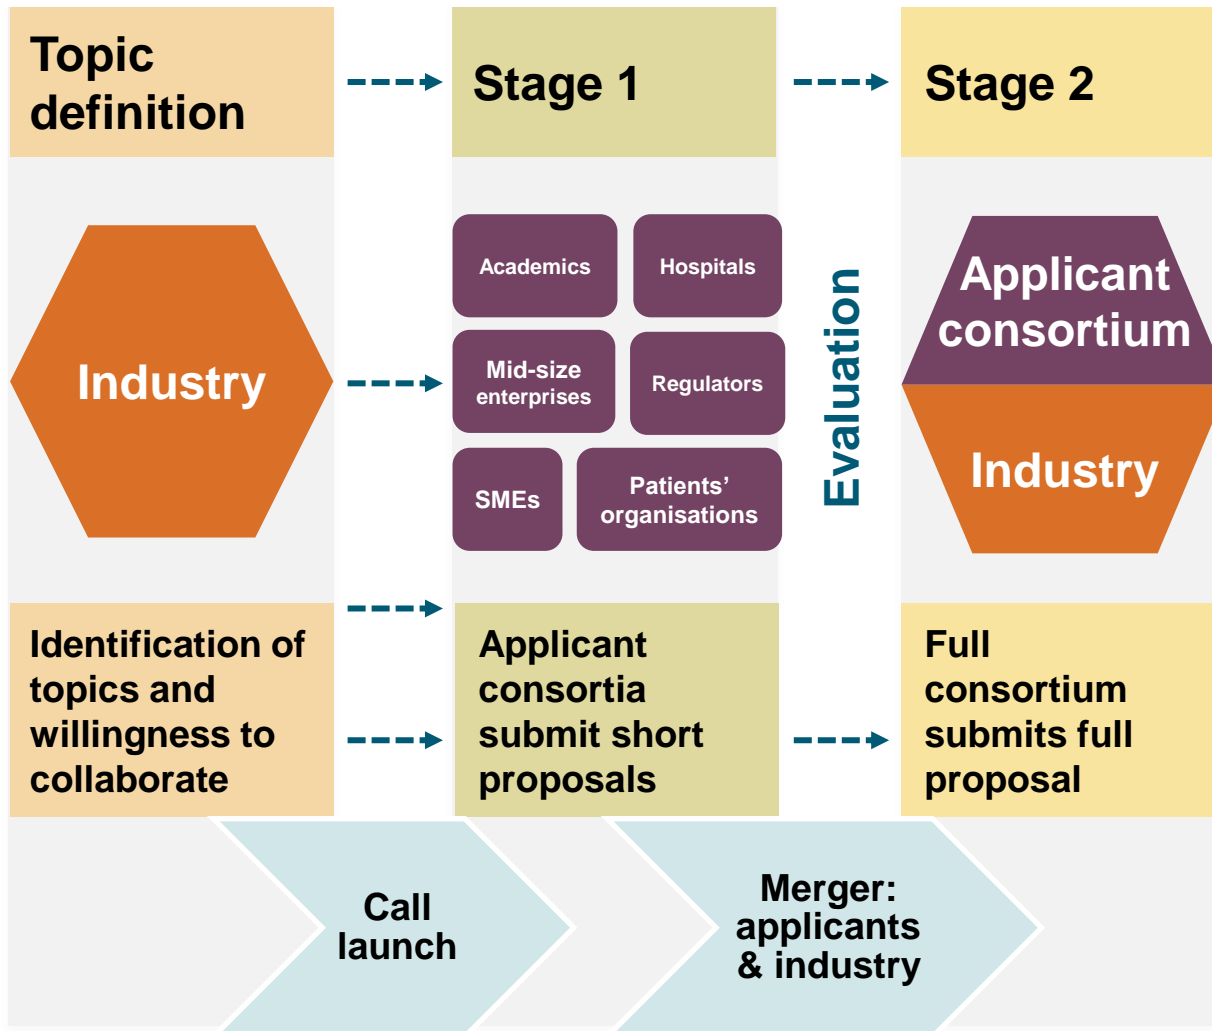 Topic
definition
Stage 1
Stage 2
Industry
Academics
Hospitals
Mid-size
enterprises
Regulators
SMEs
Patients’
organisations
Evaluation
Applicant
consortium
Industry
Identification of
topics and
willingness to
collaborate
Applicant
consortia
submit short
proposals
Full
consortium
submits full
proposal
Call
launch
Merger:
applicants
& industry